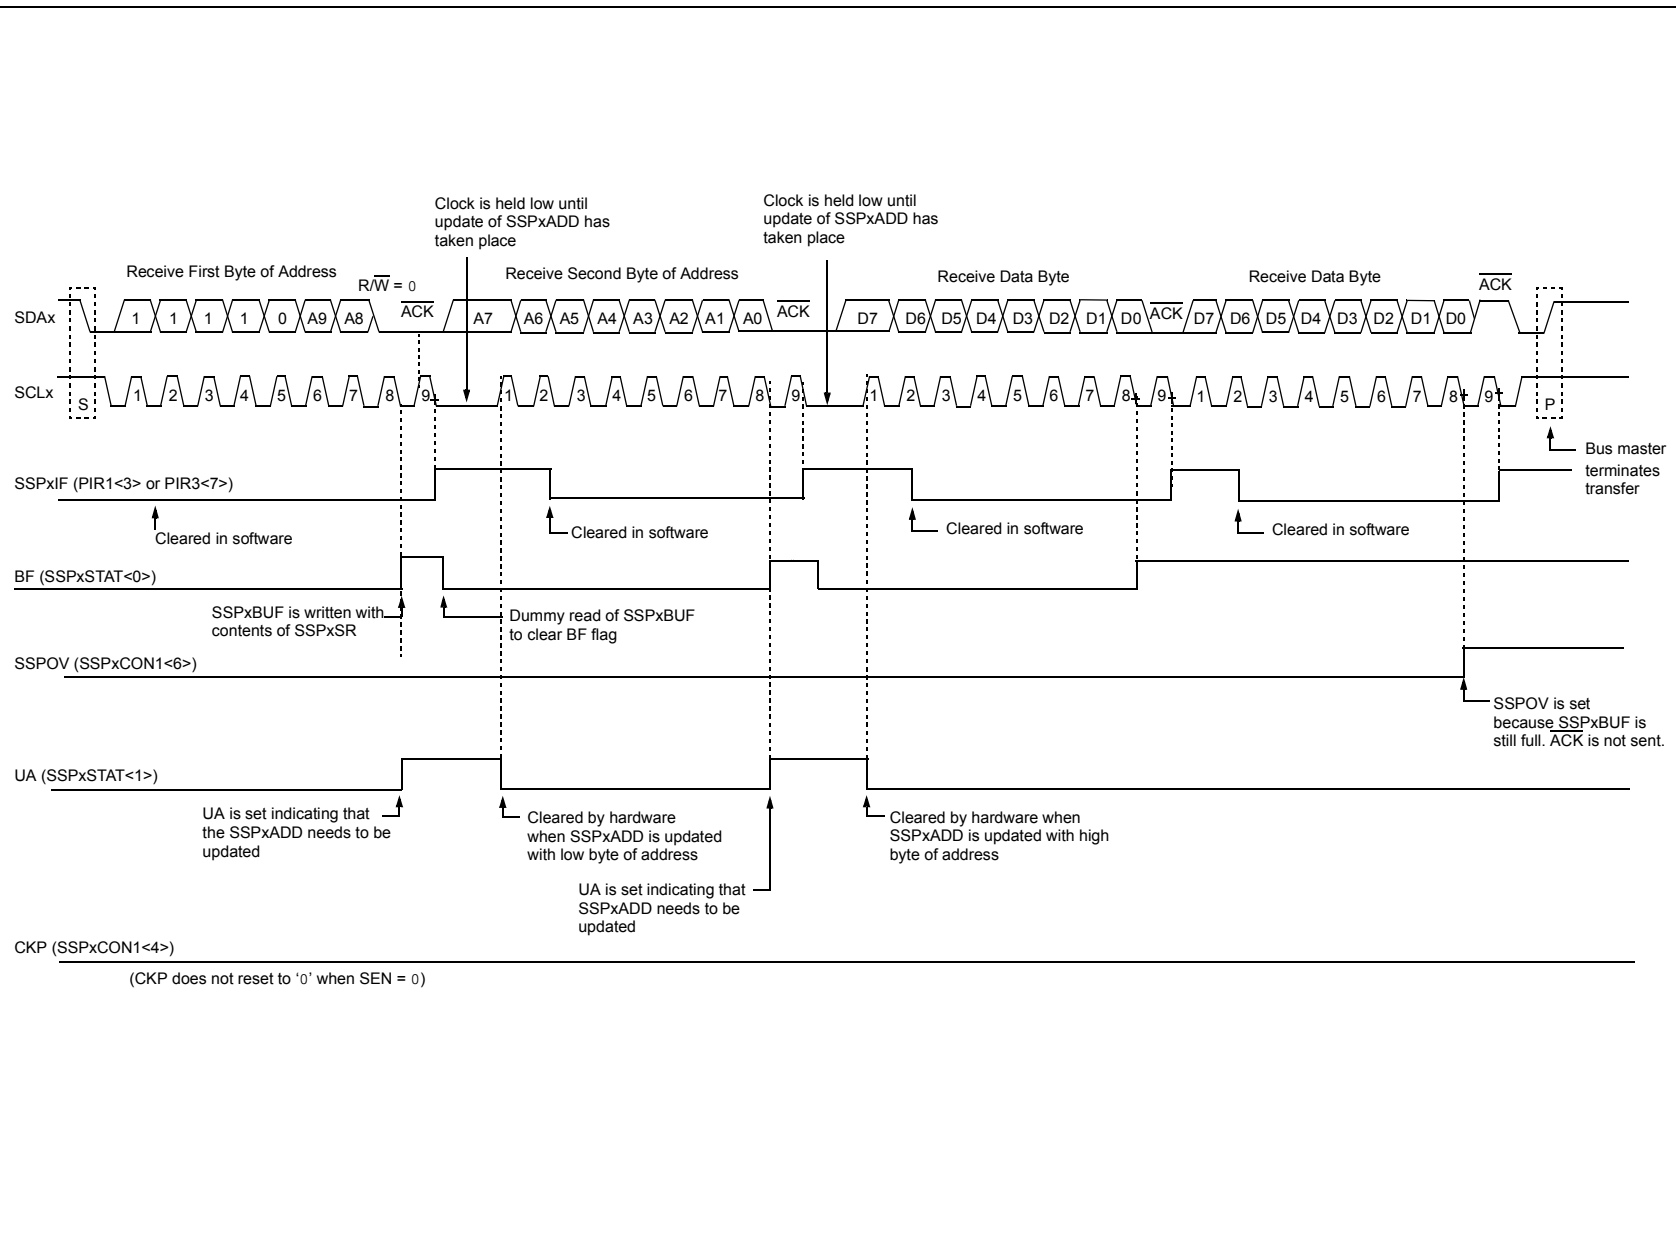 Clock is held low until
update of SSPxADD has
taken place
Clock is held low until
update of SSPxADD has
taken place
Receive First Byte of Address
R/W = 0
Receive Second Byte of Address
Receive Data Byte
Receive Data Byte
ACK
SDAx
1 1 1 1 0 A9 A8 ACK A7 A6 A5 A4 A3 A2 A1 A0 ACK D7 D6 D5 D4 D3 D2 D1 D0 ACK D7 D6 D5 D4 D3 D2 D1 D0
SCLx
S 1 2 3 4 5 6 7 8 9 1 2 3 4 5 6 7 8 9 1 2 3 4 5 6 7 8 9 1 2 3 4 5 6 7 8 9 P
Bus master
terminates
transfer
SSPxIF (PIR1<3> or PIR3<7>)
Cleared in software
Cleared in software
Cleared in software
Cleared in software
BF (SSPxSTAT<0>)
SSPxBUF is written with
contents of SSPxSR
Dummy read of SSPxBUF
to clear BF flag
SSPOV (SSPxCON1<6>)
SSPOV is set
because SSPxBUF is
still full. ACK is not sent.
UA (SSPxSTAT<1>)
UA is set indicating that
the SSPxADD needs to be
updated
Cleared by hardware
when SSPxADD is updated
with low byte of address
Cleared by hardware when
SSPxADD is updated with high
byte of address
UA is set indicating that
SSPxADD needs to be
updated
CKP (SSPxCON1<4>)
(CKP does not reset to ‘0’ when SEN = 0)